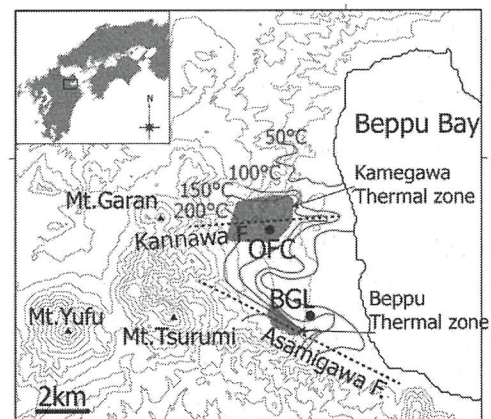 N
50°C
Beppu Bay
100°C
Kamegawa
Thermal zone
150°C
Mt.Garan
200°C
Kannawa F.
OFC
BGL
Beppu
Thermal zone
Mt.Yufu
Mt.Tsurumi
Asamigawa F.
2km